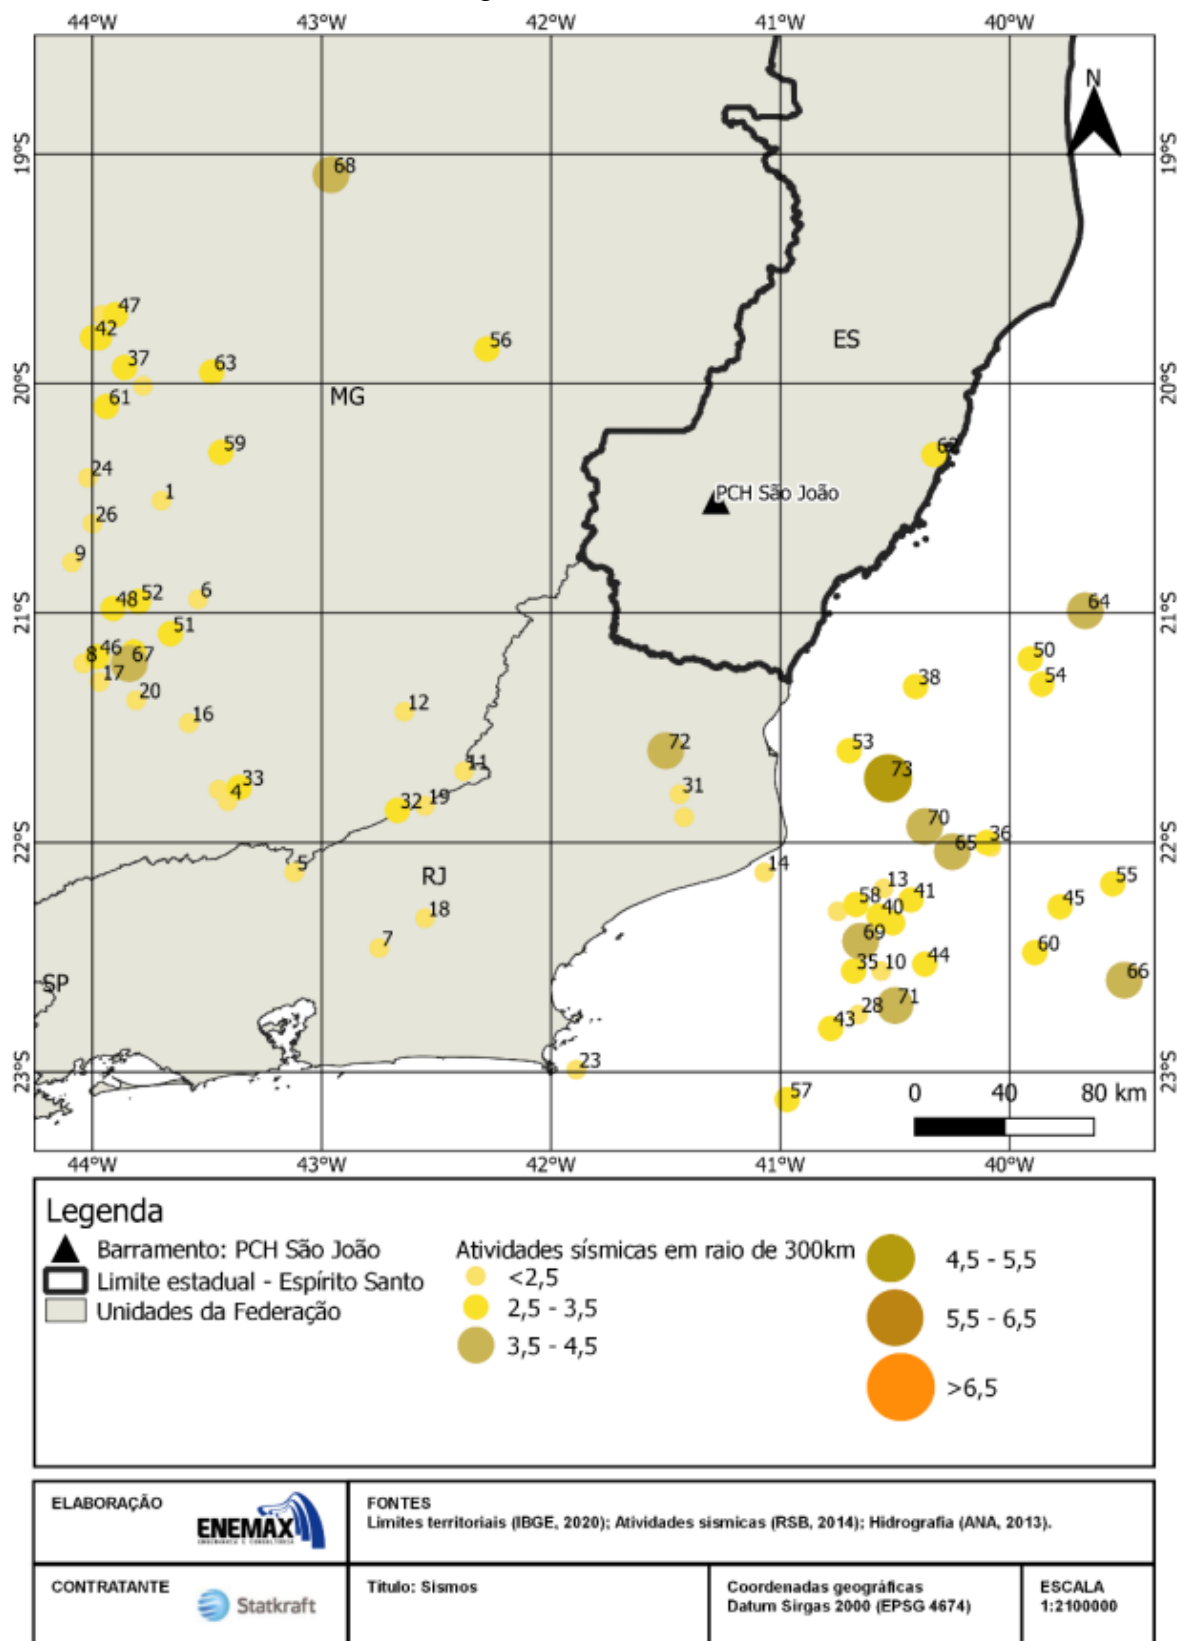 44°W 43°W 42°W 41°W 40°W
N
19°S 19°S
68
47
42
37
63
56
ES
20°S 20°S
61
MG
59
62
24
1
PCH São João
26
9
52
6
48
64
21°S 21°S
51
46
8
67
50
17
54
38
20
12
16
72
53
73
11
33
31
4
32
19
70
36
65
22°S 22°S
5
14
RJ
13
55
58
41
45
40
18
69
7
60
44
35
10
66
SP
71
28
43
23
23°S 23°S
57
0 40 80 km
44°W 43°W 42°W 41°W 40°W
Legenda
Barramento: PCH São João
Limite estadual - Espírito Santo
Unidades da Federação
Atividades sísmicas em raio de 300km
<2,5
2,5 - 3,5
3,5 - 4,5
4,5 - 5,5
5,5 - 6,5
>6,5
ELABORAÇÃO
ENEMAX
FONTES
Limites territoriais (IBGE, 2020); Atividades sísmicas (RSB, 2014); Hidrografia (ANA, 2013).
CONTRATANTE
Statkraft
Título: Sismos
Coordenadas geográficas
Datum Sirgas 2000 (EPSG 4674)
ESCALA
1:2100000